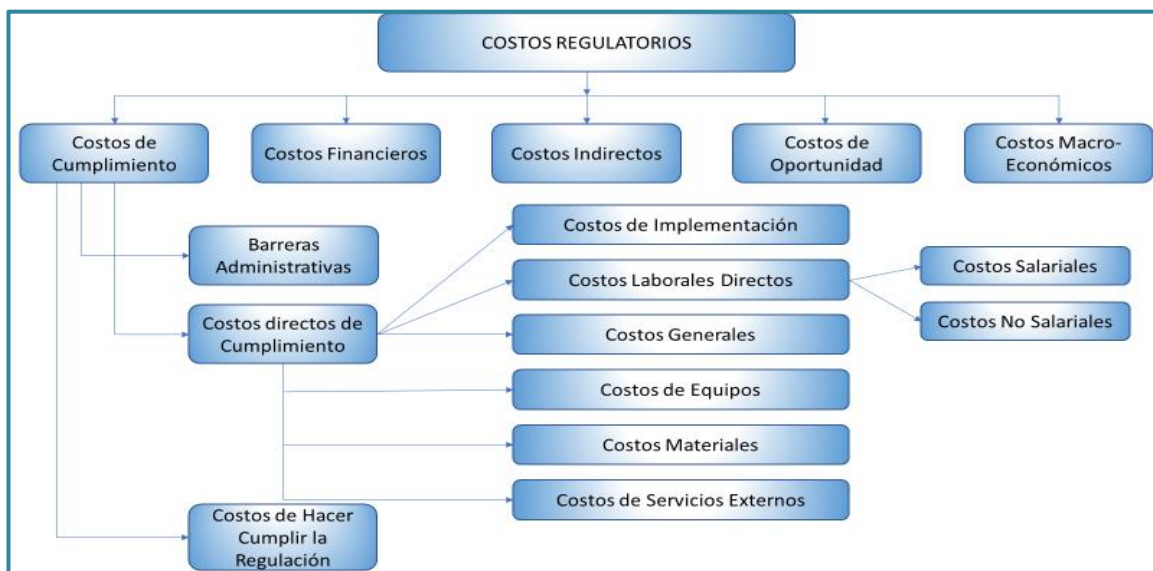 COSTOS REGULATORIOS
Costos de
Cumplimiento
Costos Financieros
Costos Indirectos
Costos de
Oportunidad
Costos Macro-
Económicos
Barreras
Administrativas
Costos directos de
Cumplimiento
Costos de Implementación
Costos Laborales Directos
Costos Salariales
Costos No Salariales
Costos Generales
Costos de Equipos
Costos Materiales
Costos de Servicios Externos
Costos de Hacer
Cumplir la
Regulación